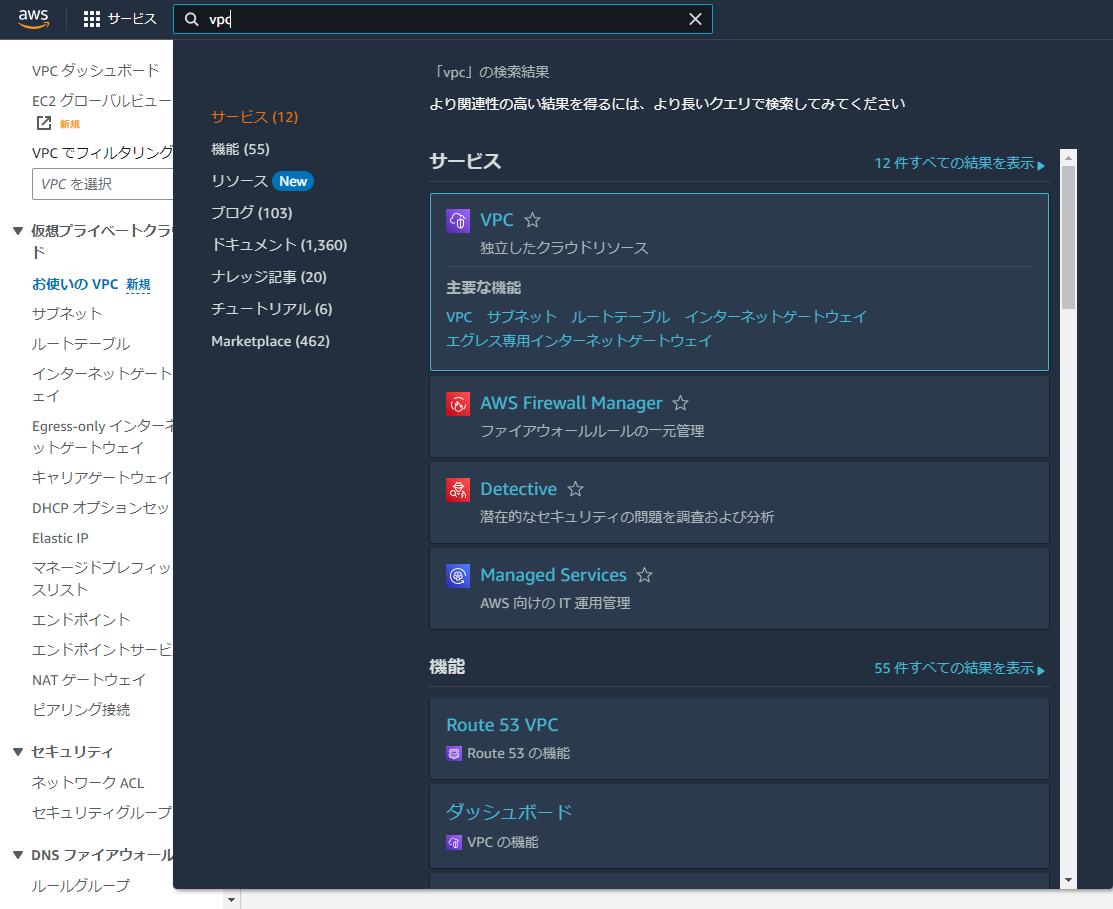 aws
サービス
vpc
VPC ダッシュボード
EC2 グローバルビュー
新規
VPC でフィルタリング
VPC を選択
仮想プライベートクラウ
ド
お使いの VPC 新規
サブネット
ルートテーブル
インターネットゲート
ェイ
Egress-only インターネ
ットゲートウェイ
キャリアゲートウェイ
DHCP オプションセッ
Elastic IP
マネージドプレフィッ
スリスト
エンドポイント
エンドポイントサービ
NAT ゲートウェイ
ピアリング接続
セキュリティ
ネットワーク ACL
セキュリティグループ
DNS ファイアウォール
ルールグループ
サービス (12)
機能 (55)
リソース New
ブログ (103)
ドキュメント (1,360)
ナレッジ記事 (20)
チュートリアル (6)
Marketplace (462)
「vpc」の検索結果
より関連性の高い結果を得るには、より長いクエリで検索してみてください
サービス
12 件すべての結果を表示
VPC
独立したクラウドリソース
主要な機能
VPC サブネット ルートテーブル インターネットゲートウェイ
エグレス専用インターネットゲートウェイ
AWS Firewall Manager
ファイアウォールルールの一元管理
Detective
潜在的なセキュリティの問題を調査および分析
Managed Services
AWS 向けの IT 運用管理
機能
55 件すべての結果を表示
Route 53 VPC
Route 53 の機能
ダッシュボード
VPC の機能